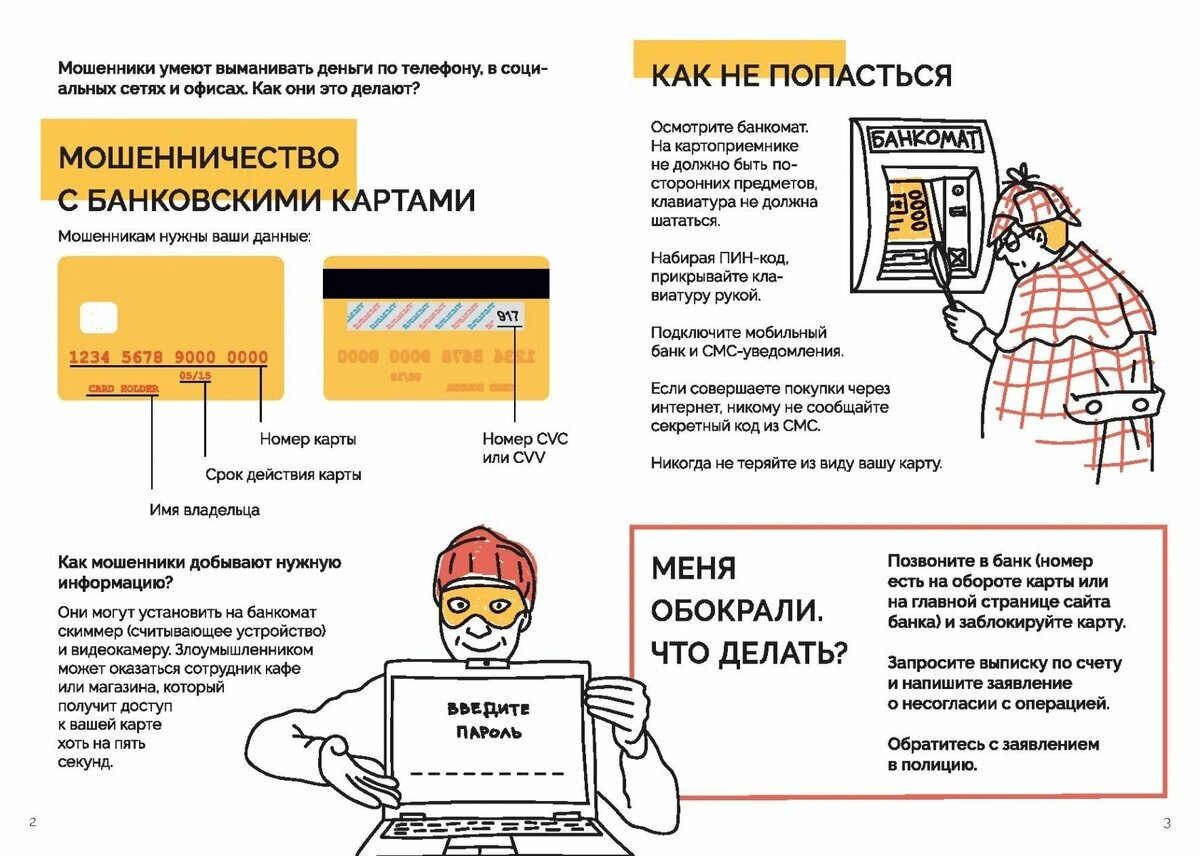 Мошенники умеют выманивать деньги по телефону, в соци-
альных сетях и офисах. Как они это делают?
МОШЕННИЧЕСТВО
С БАНКОВСКИМИ КАРТАМИ
Мошенникам нужны ваши данные:
1234 5678 9000 0000
05/15
CARD HOLDER
917
1234 5678 9000 0000
05/15
CARD HOLDER
Номер карты
Срок действия карты
Имя владельца
Номер CVC
или CVV
Как мошенники добывают нужную
информацию?
Они могут установить на банкомат
скиммер (считывающее устройство)
и видеокамеру. Злоумышленником
может оказаться сотрудник кафе
или магазина, который
получит доступ
к вашей карте
хоть на пять
секунд.
ВВЕДИТЕ
ПАРОЛЬ
2
КАК НЕ ПОПАСТЬСЯ
Осмотрите банкомат.
На картоприемнике
не должно быть по-
сторонних предметов,
клавиатура не должна
шататься.
Набирая ПИН-код,
прикрывайте кла-
виатуру рукой.
Подключите мобильный
банк и СМС-уведомления.
Если совершаете покупки через
интернет, никому не сообщайте
секретный код из СМС.
Никогда не теряйте из виду вашу карту.
БАНКОМАТ
МЕНЯ
ОБОКРАЛИ.
ЧТО ДЕЛАТЬ?
Позвоните в банк (номер
есть на обороте карты или
на главной странице сайта
банка) и заблокируйте карту.
Запросите выписку по счету
и напишите заявление
о несогласии с операцией.
Обратитесь с заявлением
в полицию.
3